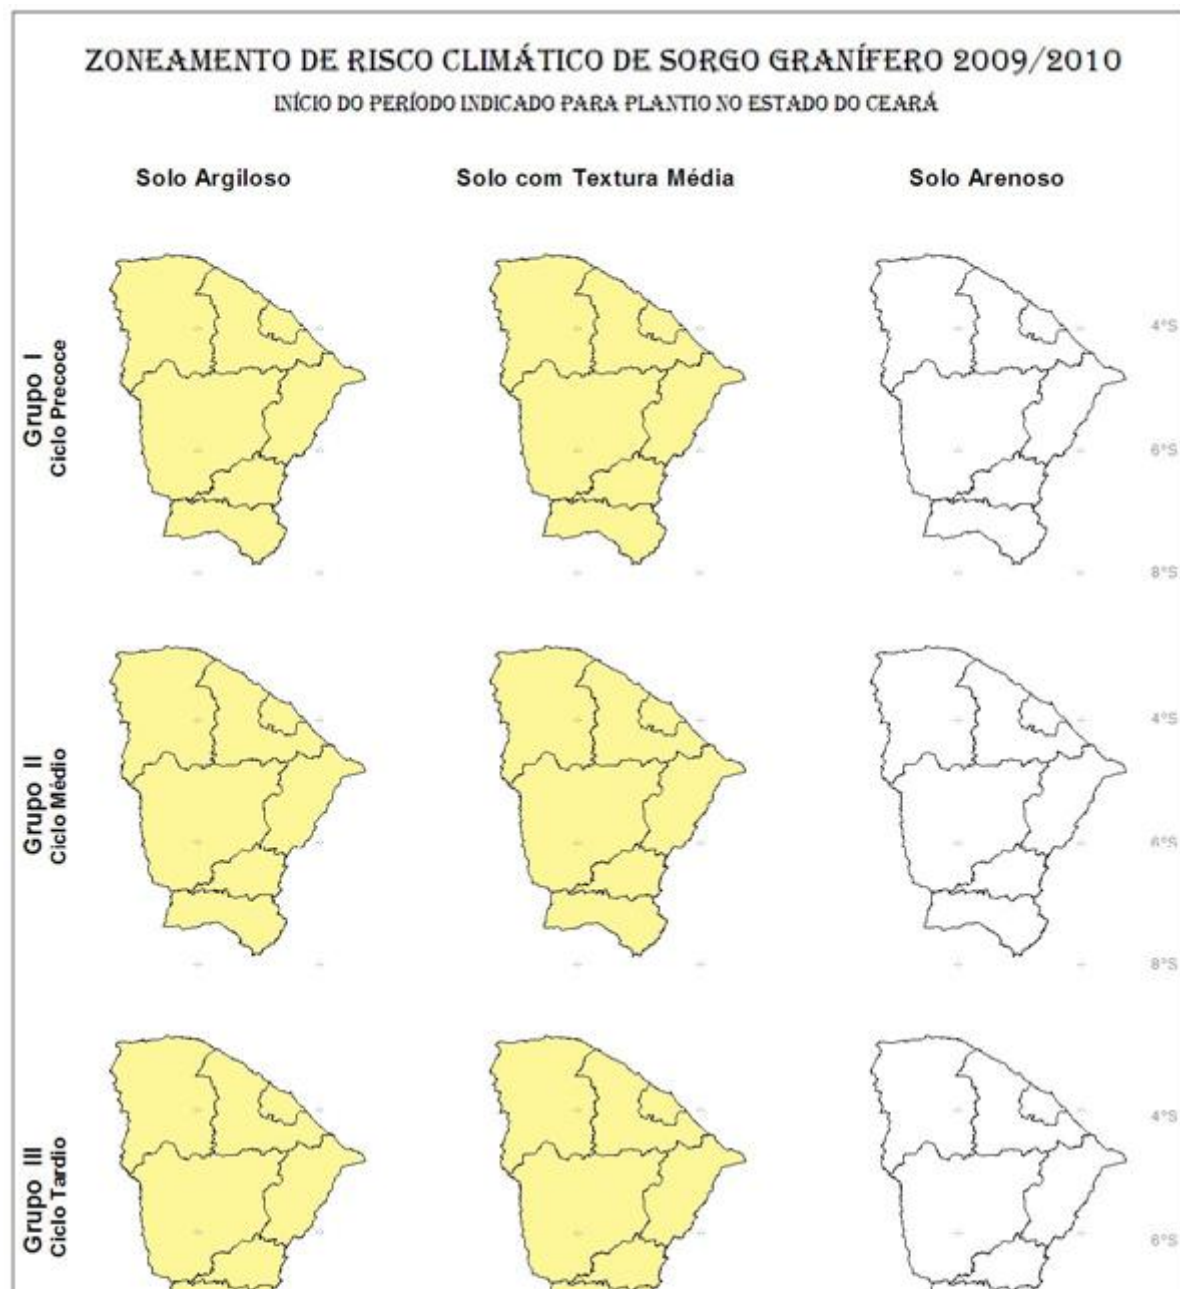 ZONEAMENTO DE RISCO CLIMÁTICO DE SORGO GRANÍFERO 2009/2010
INÍCIO DO PERÍODO INDICADO PARA PLANTIO NO ESTADO DO CEARÁ
Solo Argiloso
Solo com Textura Média
Solo Arenoso
Grupo I
Ciclo Precoce
4°S
6°S
8°S
Grupo II
Ciclo Médio
4°S
6°S
8°S
Grupo III
Ciclo Tardio
4°S
6°S